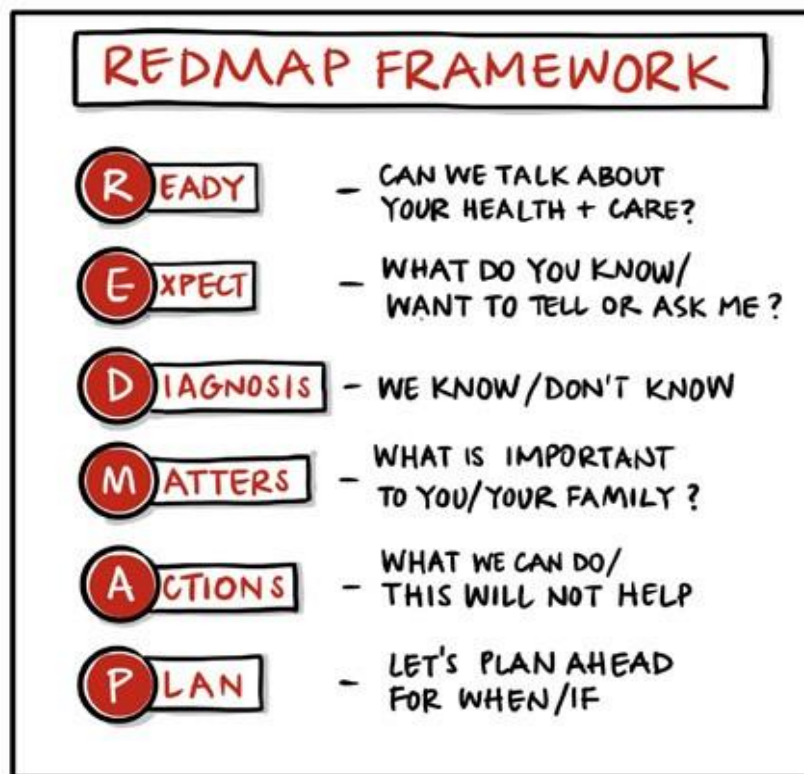 REDMAP FRAMEWORK
READY - CAN WE TALK ABOUT
YOUR HEALTH + CARE?
EXPECT - WHAT DO YOU KNOW/
WANT TO TELL OR ASK ME?
DIAGNOSIS - WE KNOW/DON'T KNOW
MATTERS - WHAT IS IMPORTANT
TO YOU/YOUR FAMILY?
ACTIONS - WHAT WE CAN DO/
THIS WILL NOT HELP
PLAN - LET'S PLAN AHEAD
FOR WHEN/IF